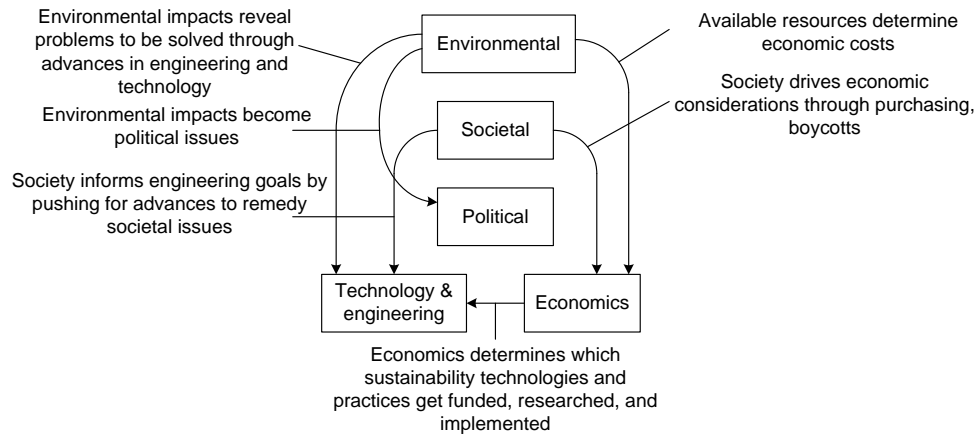 Environmental impacts reveal
problems to be solved through
advances in engineering and
technology
Environmental
Available resources determine
economic costs
Environmental impacts become
political issues
Societal
Society drives economic
considerations through purchasing,
boycotts
Society informs engineering goals by
pushing for advances to remedy
societal issues
Political
Technology &
engineering
Economics
Economics determines which
sustainability technologies and
practices get funded, researched, and
implemented